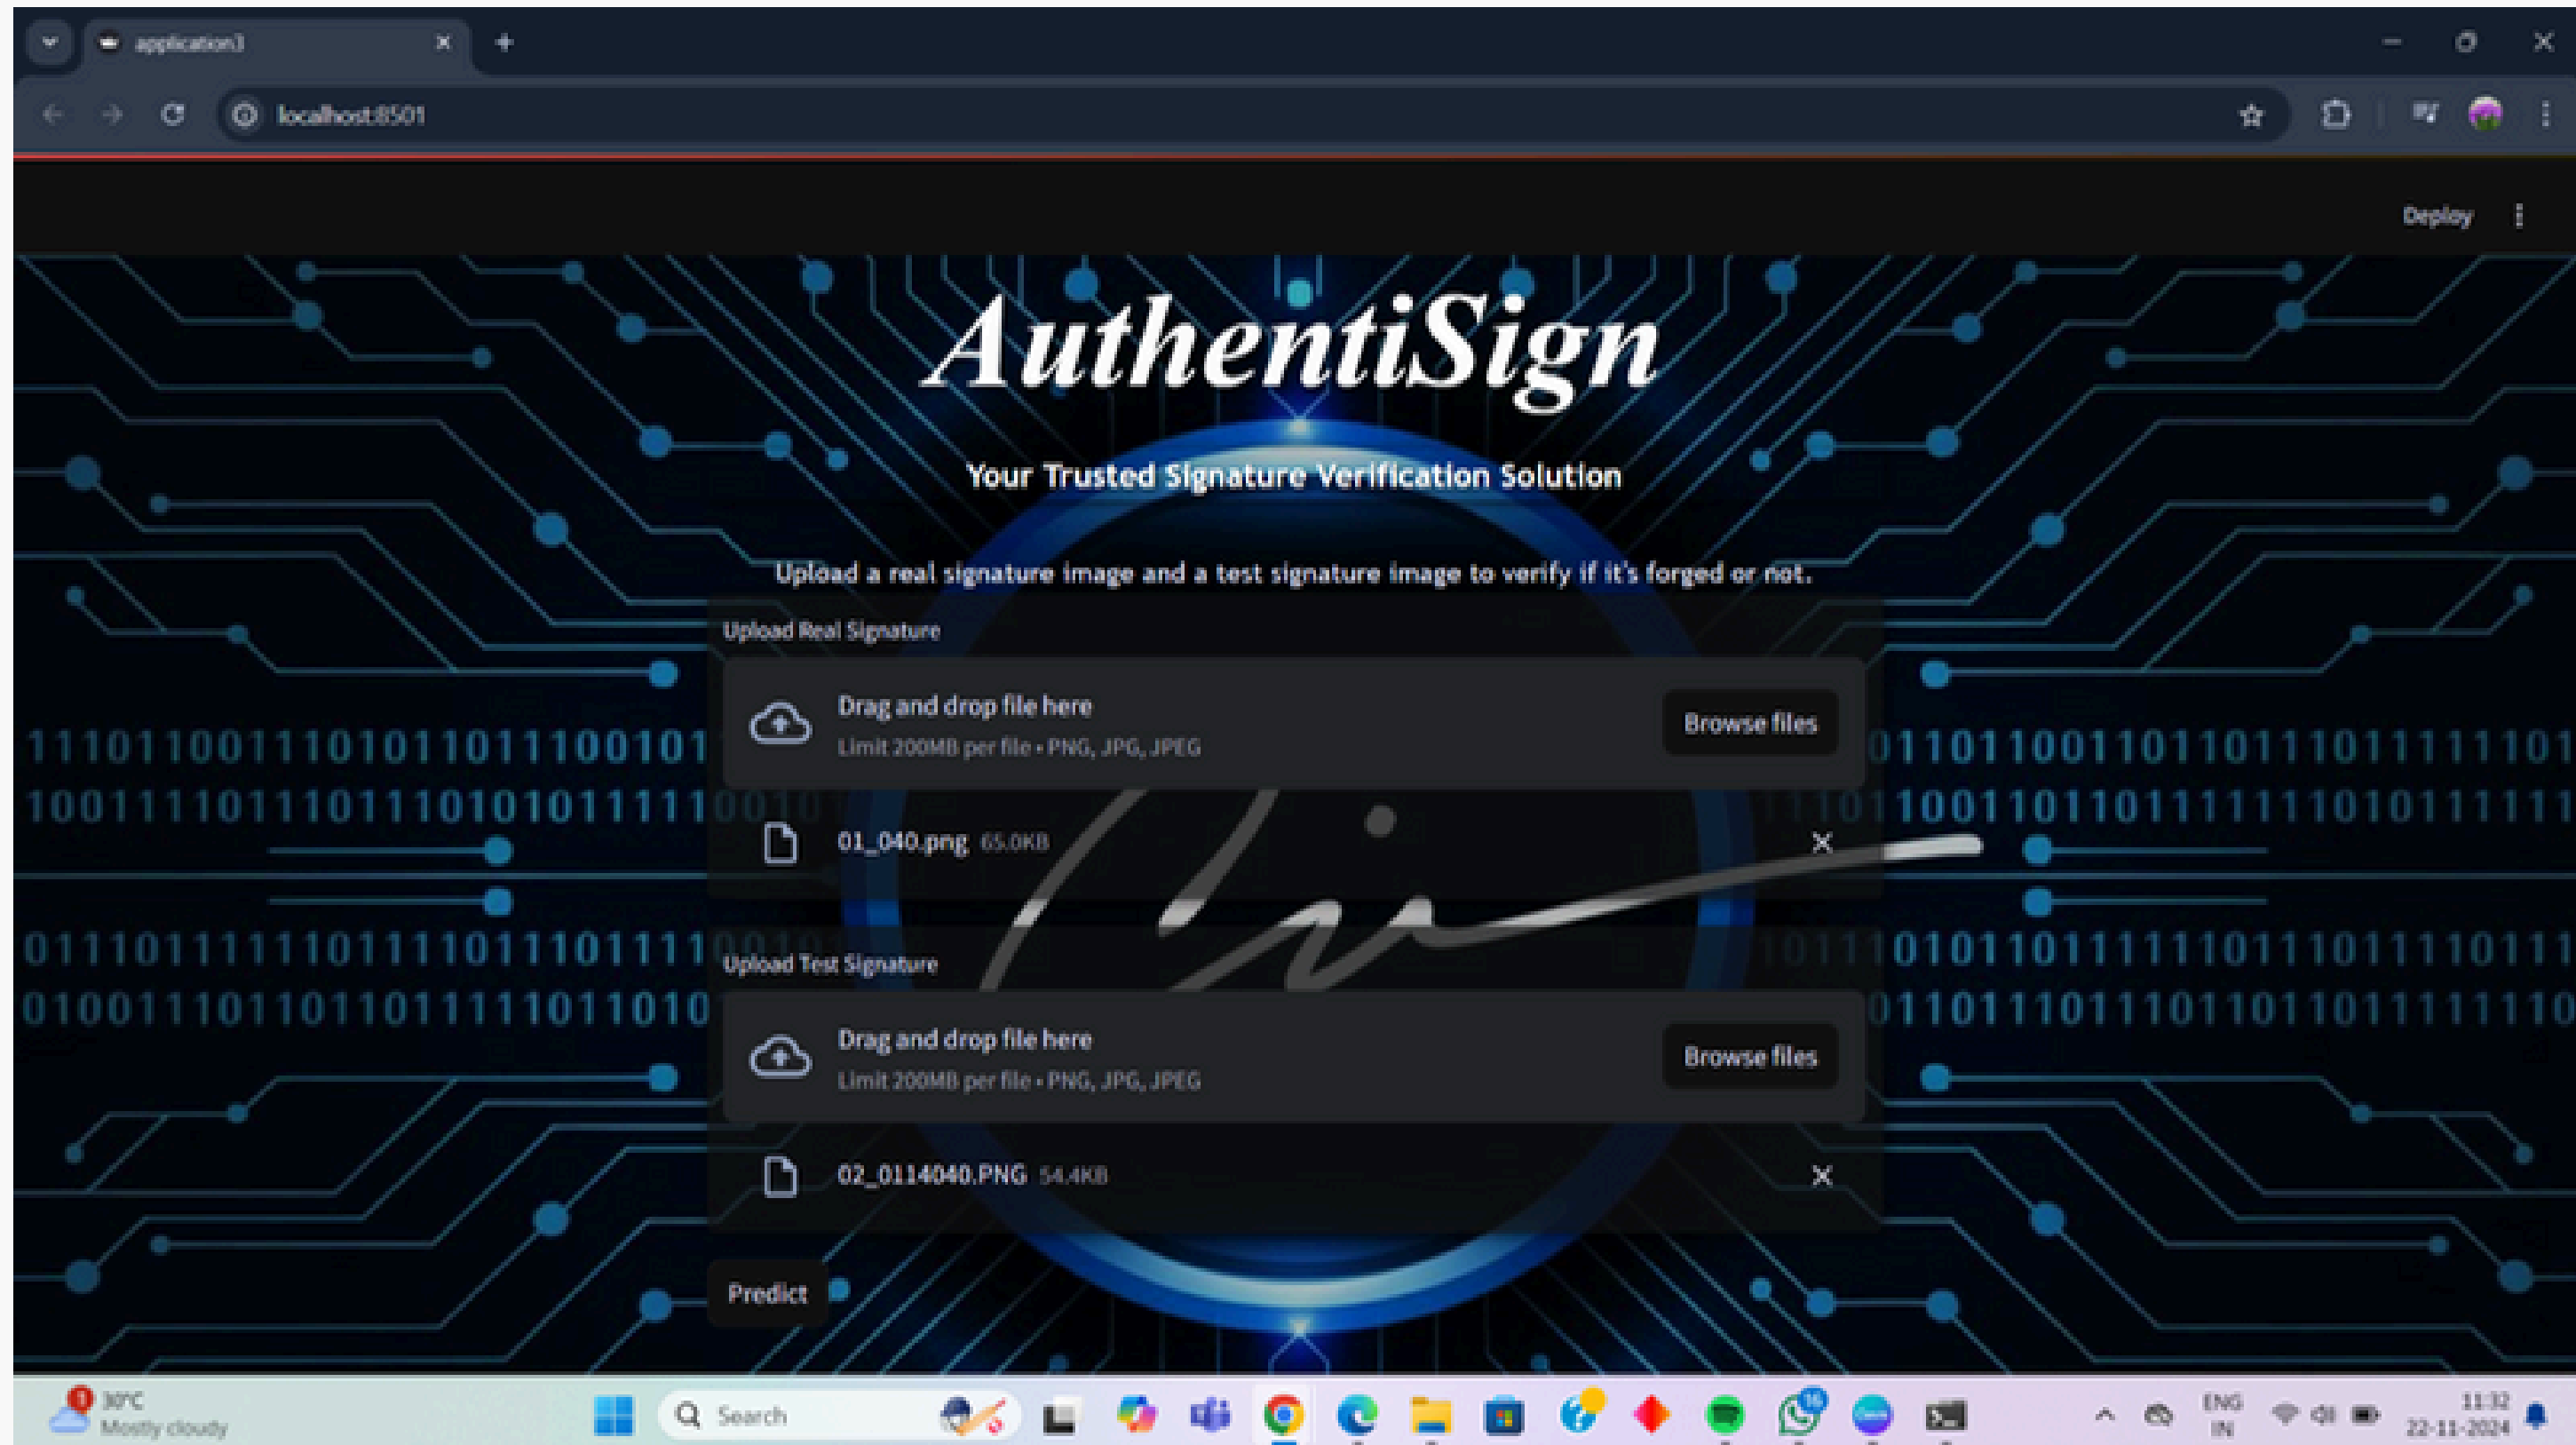 application3
localhost:8501
Deploy
AuthentiSign
Your Trusted Signature Verification Solution
Upload a real signature image and a test signature image to verify if it's forged or not.
Upload Real Signature
Drag and drop file here
Limit 200MB per file • PNG, JPG, JPEG
Browse files
01_040.png 65.0KB
Upload Test Signature
Drag and drop file here
Limit 200MB per file • PNG, JPG, JPEG
Browse files
02_0114040.PNG 54.4KB
Predict
30°C
Mostly cloudy
Search
ENG
IN
11:32
22-11-2024